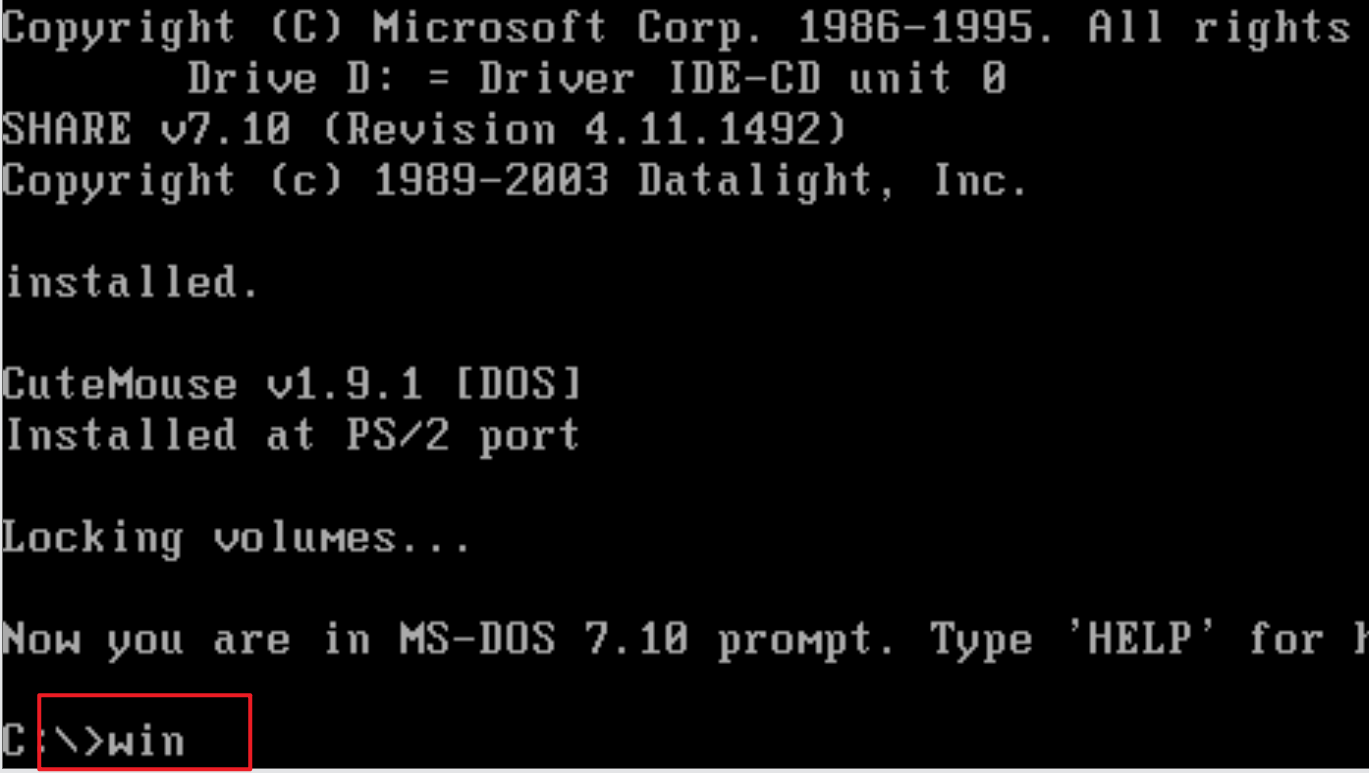 Copyright (C) Microsoft Corp. 1986-1995. All rights
Drive D: = Driver IDE-CD unit 0
SHARE v7.10 (Revision 4.11.1492)
Copyright (c) 1989-2003 Datalight, Inc.
installed.
CuteMouse v1.9.1 [DOS]
Installed at PS/2 port
Locking volumes...
Now you are in MS-DOS 7.10 prompt. Type 'HELP' for
C:\>win